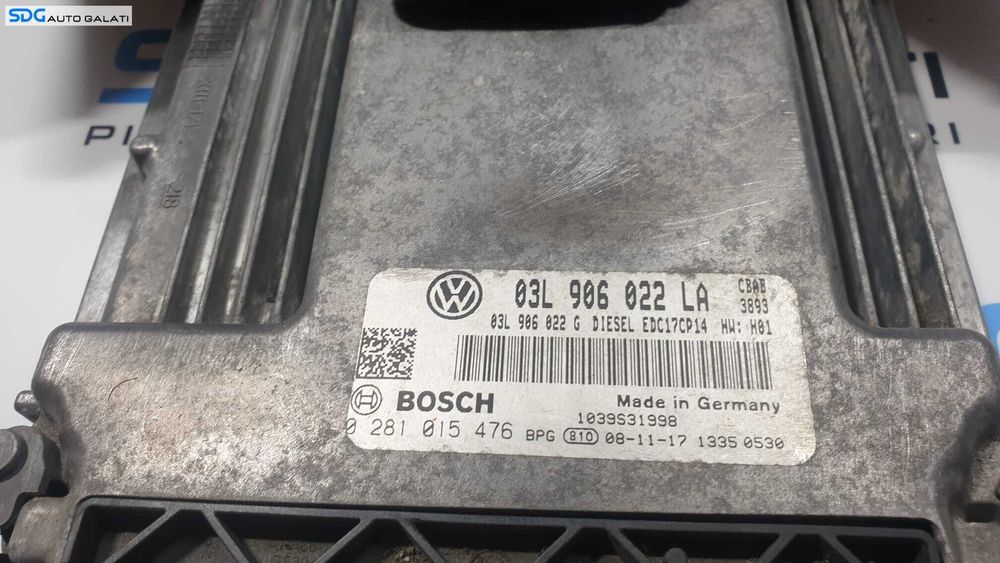 SDG AUTO GALATI
03L 906 022 LA
CBAB
3893
03L 906 022 G DIESEL EDC17CP14 HW: H01
BOSCH
Made in Germany
1039S31998
0 281 015 476 BPG 810 08-11-17 1335 0530
218